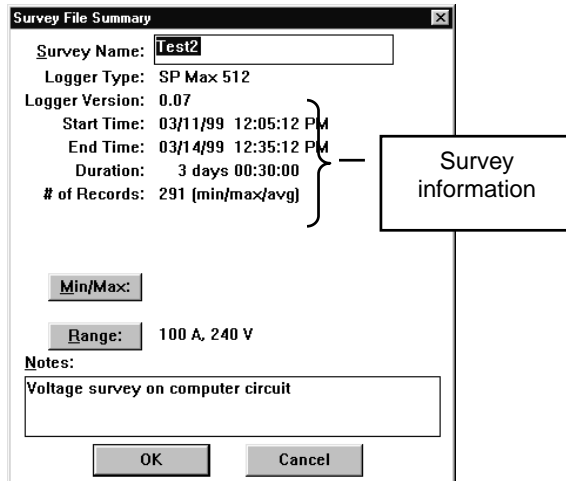 Survey File Summary
Survey Name: Test2
Logger Type: SP Max 512
Logger Version: 0.07
Start Time: 03/11/99 12:05:12 PM
End Time: 03/14/99 12:35:12 PM
Duration: 3 days 00:30:00
# of Records: 291 (min/max/avg)
Survey
information
Min/Max:
Range: 100 A, 240 V
Notes:
Voltage survey on computer circuit
OK Cancel